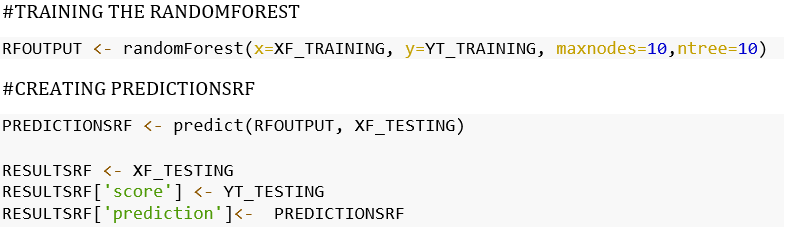 #TRAINING THE RANDOMFOREST
RFOUTPUT <- randomForest(x=XF_TRAINING, y=YT_TRAINING, maxnodes=10,ntree=10)
#CREATING PREDICTIONSRF
PREDICTIONSRF <- predict(RFOUTPUT, XF_TESTING)
RESULTSRF <- XF_TESTING
RESULTSRF['score'] <- YT_TESTING
RESULTSRF['prediction']<-  PREDICTIONSRF